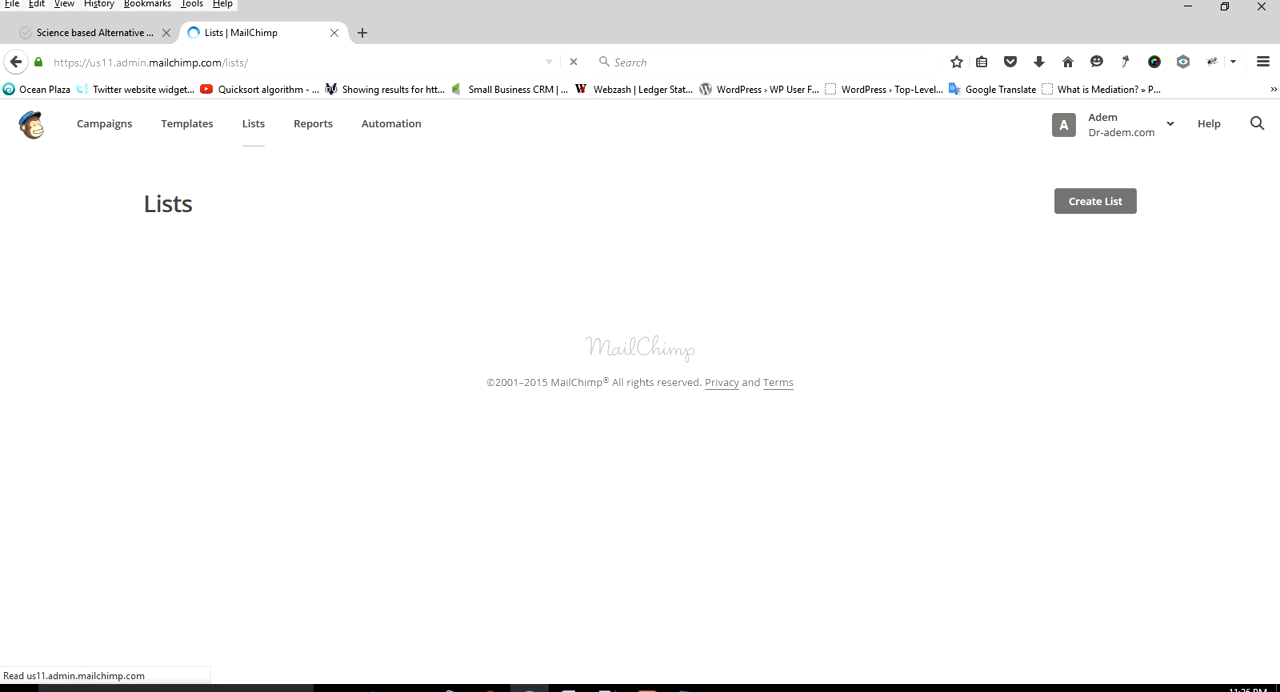 File Edit View History Bookmarks Tools Help
Science based Alternative ... Lists | MailChimp
https://us11.admin.mailchimp.com/lists/ Search
Ocean Plaza Twitter website widget... Quicksort algorithm - ... Showing results for htt... Small Business CRM | ... Webzash | Ledger Stat... WordPress › WP User F... WordPress › Top-Level... Google Translate What is Mediation? » P... »
Campaigns Templates Lists Reports Automation A Adem Help
Dr-adem.com
Lists Create List
MailChimp
©2001–2015 MailChimp® All rights reserved. Privacy and Terms
Read us11.admin.mailchimp.com
11:26 PM